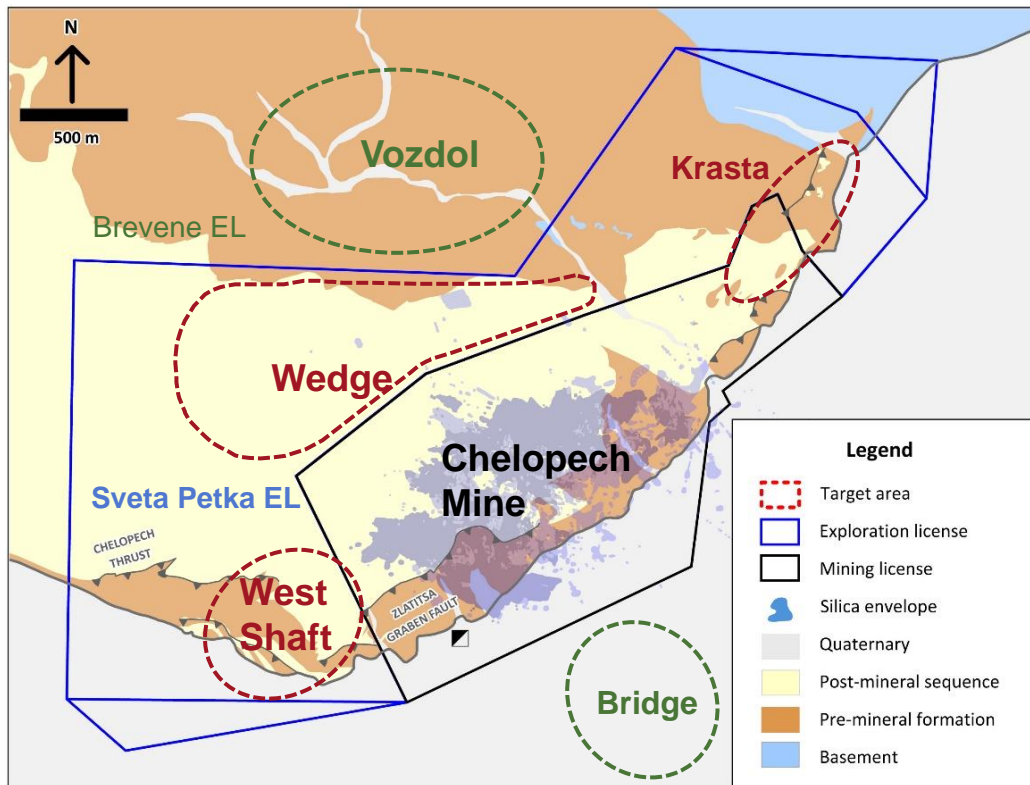 N
500 m
Vozdol
Krasta
Brevene EL
Wedge
Chelopech
Mine
Sveta Petka EL
CHELOPECH
THRUST
West
Shaft
ZLATITSA
GRABEN FAULT
Bridge
Legend
Target area
Exploration license
Mining license
Silica envelope
Quaternary
Post-mineral sequence
Pre-mineral formation
Basement